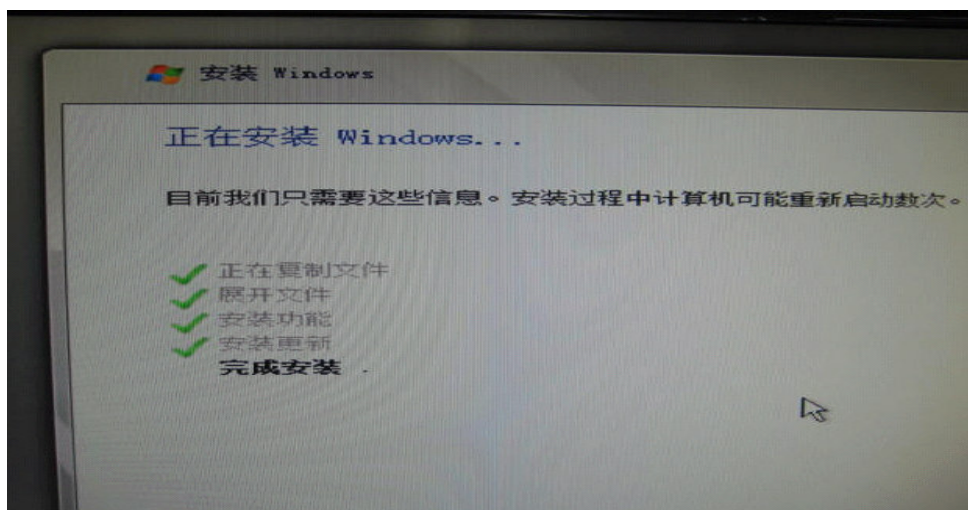 安装 Windows
正在安装 Windows...
目前我们只需要这些信息。安装过程中计算机可能重新启动数次。
正在复制文件
展开文件
安装功能
安装更新
完成安装 .